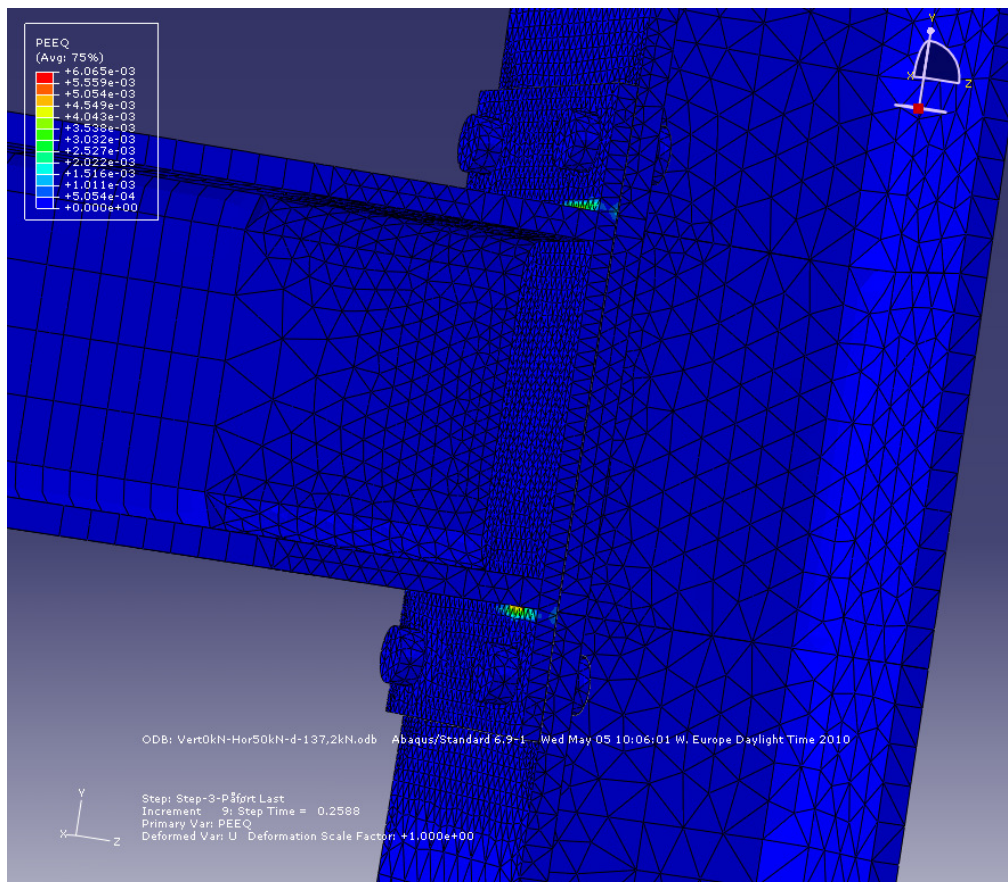 PEEQ
(Avg: 75%)
+6.065e-03
+5.559e-03
+5.054e-03
+4.549e-03
+4.043e-03
+3.538e-03
+3.032e-03
+2.527e-03
+2.022e-03
+1.516e-03
+1.011e-03
+5.054e-04
+0.000e+00
Y
X
Z
ODB: Vert0kN-Hor50kN-d-137,2kN.odb Abaqus/Standard 6.9-1 Wed May 05 10:06:01 W. Europe Daylight Time 2010
Y
X
Z
Step: Step-3-Påført Last
Increment 9: Step Time = 0.2588
Primary Var: PEEQ
Deformed Var: U Deformation Scale Factor: +1.000e+00